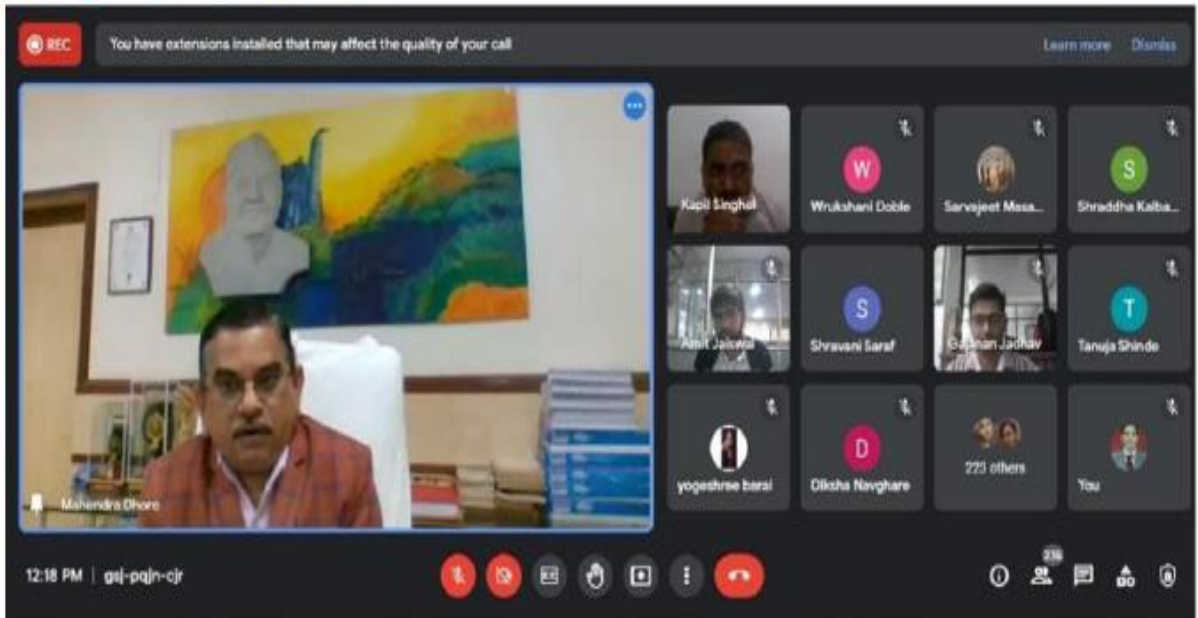 REC
You have extensions installed that may affect the quality of your call
Learn more Dismiss
Kapil Singhal
W
Wrukshani Doble
Sarvajeet Masa...
S
Shraddha Kalba...
Amit Jaiswal
S
Shravani Saraf
Gajanan Jadhav
T
Tanuja Shinde
yogeshree barai
D
Diksha Navghare
223 others
You
Mahendra Dhore
12:18 PM | gsj-pqjn-cjr
236